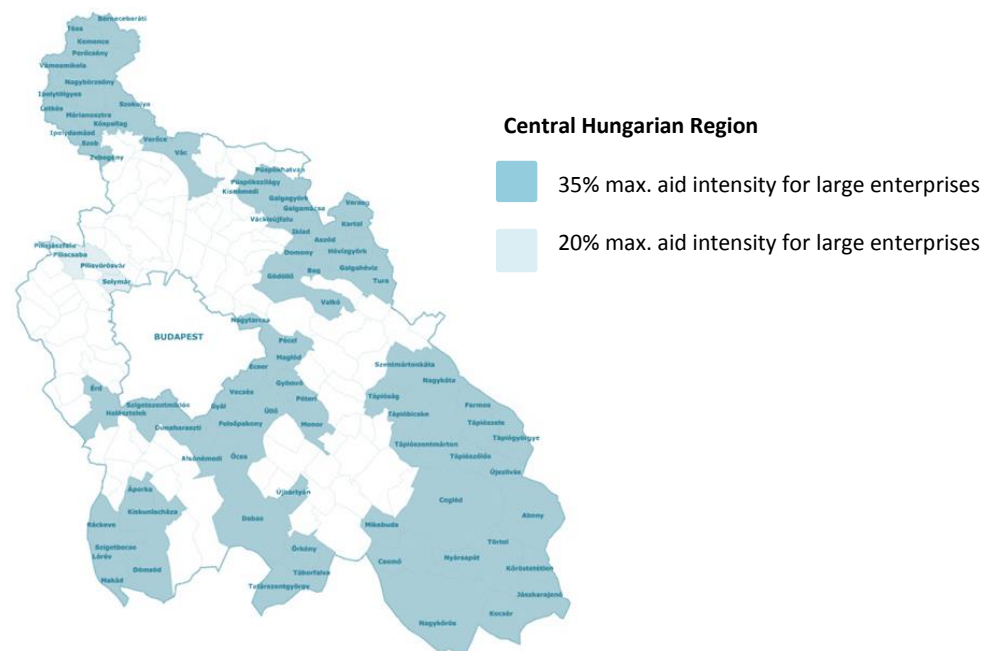 Bernecebaráti
Tésa
Kemence
Perőcsény
Vámosmikola
Nagybörzsöny
Ipolytölgyes
Letkés
Szokolya
Márianosztra
Kóspallag
Ipolydamásd
Szob
Verőce
Zebegény
Vác
Püspökhatvan
Püspökszilágy
Kisnémedi
Galgagyörk
Galgamácsa
Verseg
Váckisújfalu
Kartal
Iklad
Aszód
Domony
Hévízgyörk
Gödöllő
Bag
Galgahévíz
Tura
Valkó
Pilisjászfalu
Piliscsaba
Pilisvörösvár
Solymár
Nagytarcsa
BUDAPEST
Pécel
Maglód
Ecser
Gyömrő
Vecsés
Péteri
Gyál
Üllő
Felsőpakony
Monor
Érd
Szigetszentmiklós
Halásztelek
Dunaharaszti
Alsónémedi
Ócsa
Szentmártonkáta
Nagykáta
Tápióság
Farmos
Tápióbicske
Tápiószele
Tápiógyörgye
Tápiószentmárton
Tápiószőlős
Újszilvás
Áporka
Kiskunlacháza
Ráckeve
Szigetbecse
Lórév
Makád
Dömsöd
Újhartyán
Dabas
Örkény
Táborfalva
Tatárszentgyörgy
Cegléd
Abony
Mikebuda
Törtel
Csemő
Nyársapát
Kőröstetétlen
Jászkarajenő
Kocsér
Nagykőrös
Central Hungarian Region
35% max. aid intensity for large enterprises
20% max. aid intensity for large enterprises